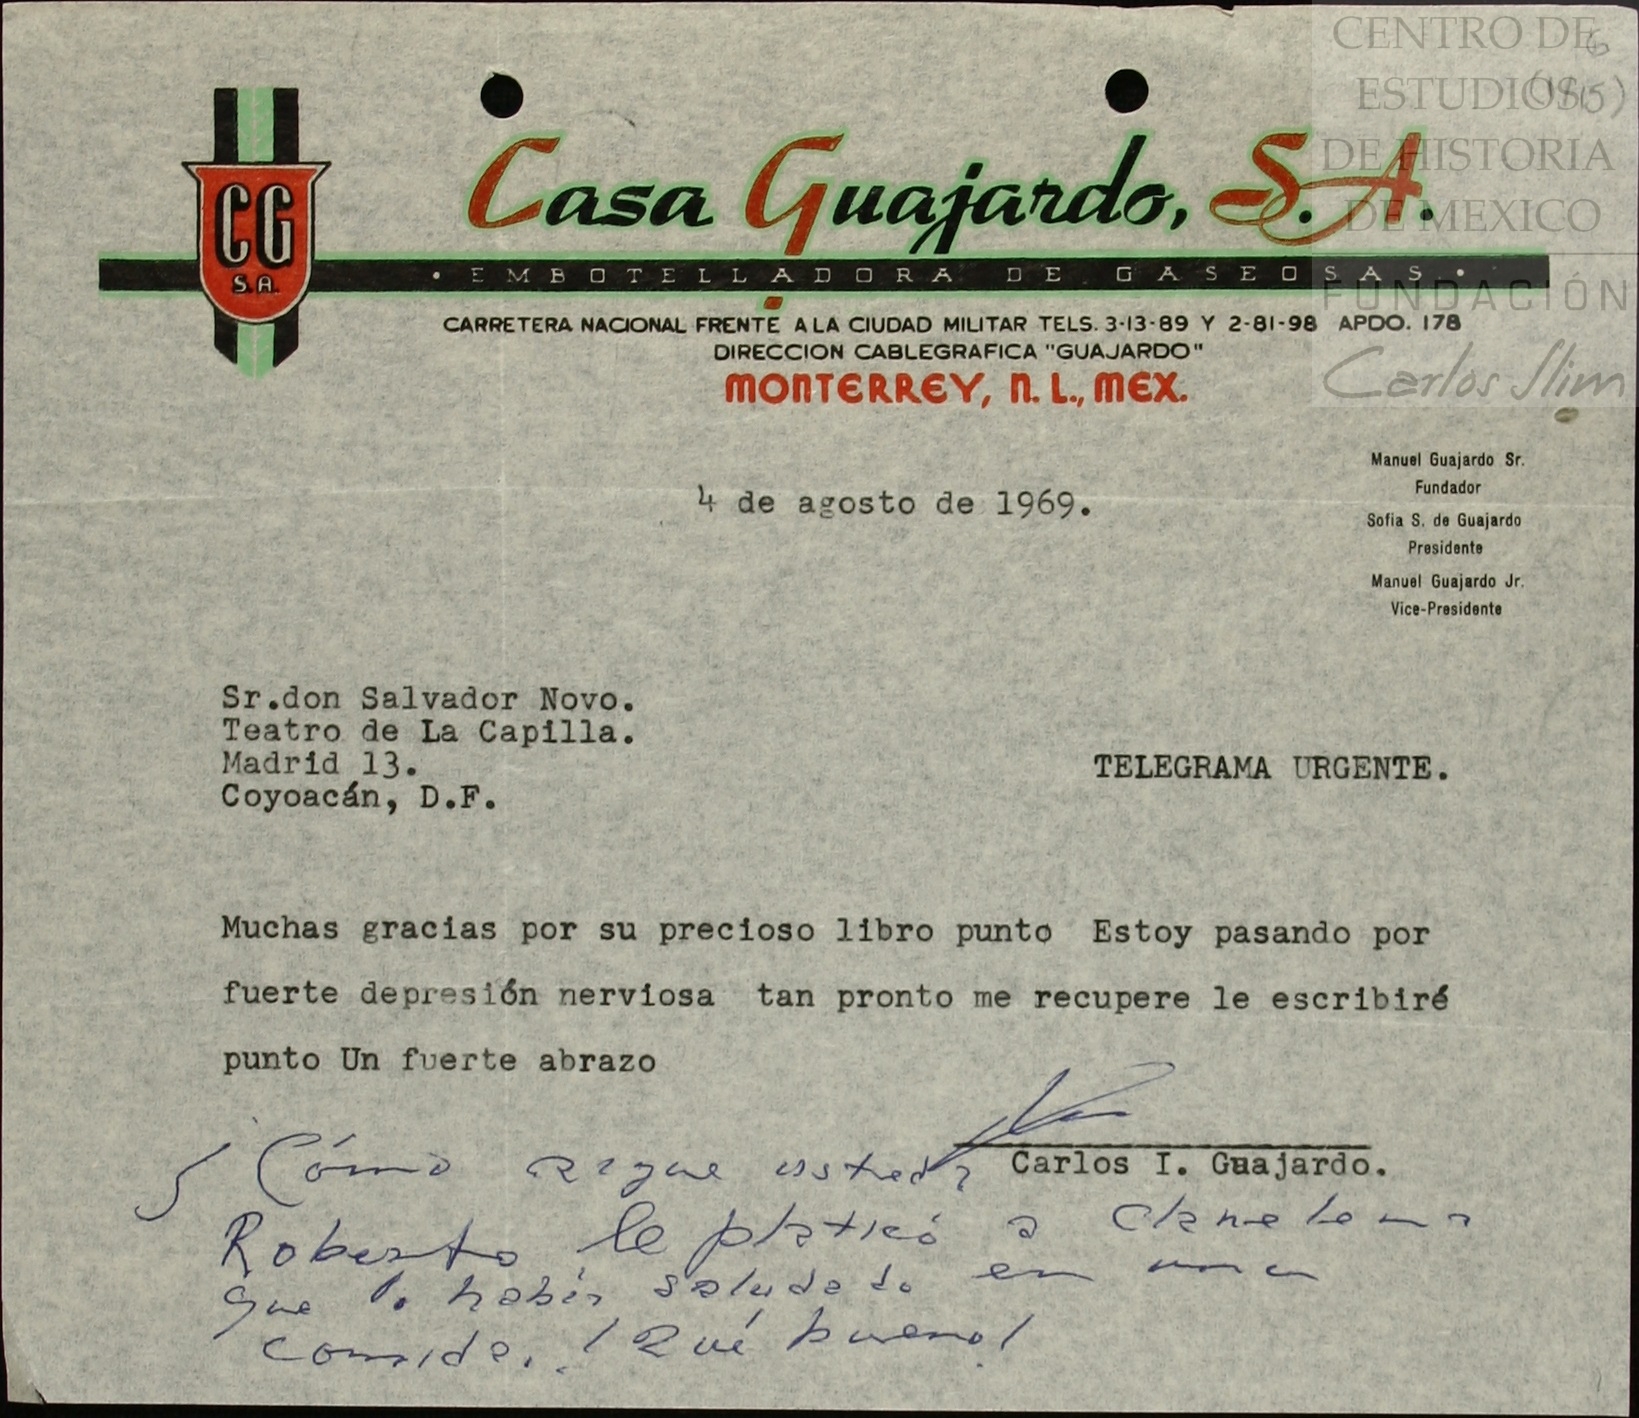 CENTRO DE
ESTUDIOS
DE HISTORIA
DE MEXICO
FUNDACIÓN
Carlos Slim
CG
S.A.
Casa Guajardo, S.A.
· EMBOTELLADORA DE GASEOSAS ·
CARRETERA NACIONAL FRENTE A LA CIUDAD MILITAR TELS. 3-13-89 Y 2-81-98 APDO. 178
DIRECCION CABLEGRAFICA "GUAJARDO"
MONTERREY, N. L., MEX.
Manuel Guajardo Sr.
Fundador
Sofia S. de Guajardo
Presidente
Manuel Guajardo Jr.
Vice-Presidente
4 de agosto de 1969.
Sr.don Salvador Novo.
Teatro de La Capilla.
Madrid 13.
Coyoacán, D.F.
TELEGRAMA URGENTE.
Muchas gracias por su precioso libro punto Estoy pasando por
fuerte depresión nerviosa tan pronto me recupere le escribiré
punto Un fuerte abrazo
Carlos I. Guajardo.
¿Cómo sigue usted?
Roberto le platicó a
que lo había saludado en una
comida. ¡Qué bueno!